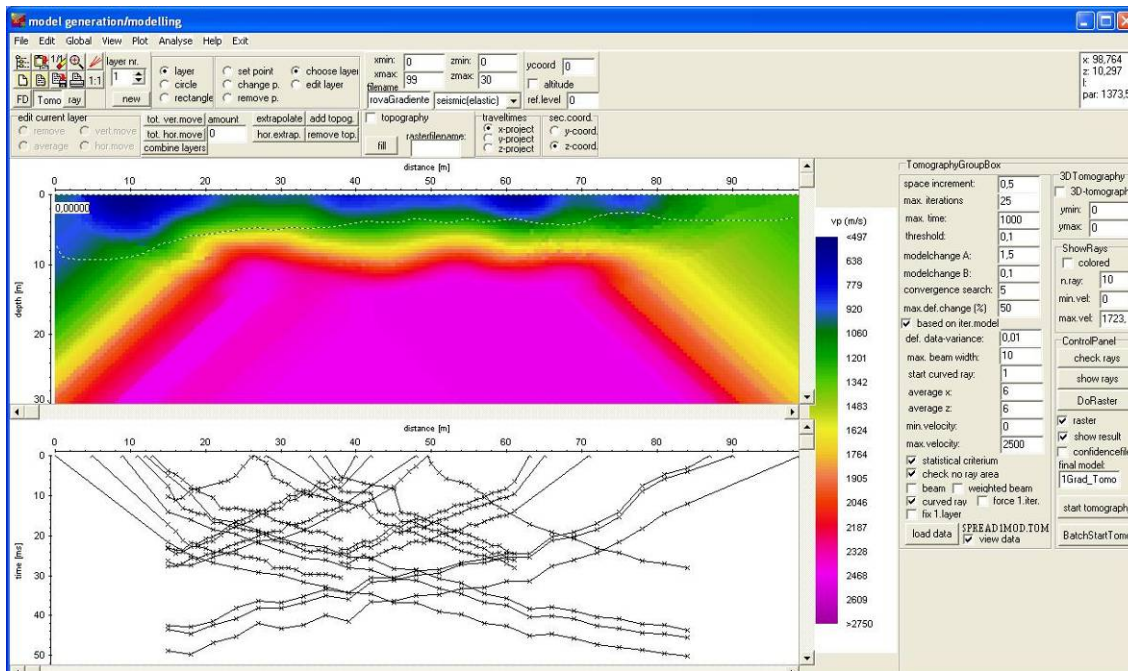 model generation/modelling
File Edit Global View Plot Analyse Help Exit
layer nr.
1
new
1:1
FD Tomo ray
layer
circle
rectangle
set point
change p.
remove p.
choose layer
edit layer
xmin: 0 zmin: 0
xmax: 99 zmax: 30
filename
rovaGradiente seismic(elastic)
ycoord 0
altitude
ref.level 0
x: 98,764
z: 10,297
l:
par: 1373,5
edit current layer
remove vert.move
average hor.move
tot. ver.move amount
tot. hor.move 0
combine layers
extrapolate add topog.
hor.extrap. remove top.
topography
fill rasterfilename:
traveltimes
x-project
y-project
z-project
sec.coord.
y-coord.
z-coord.
distance [m]
0 10 20 30 40 50 60 70 80 90
0,00000
depth [m]
0
10
20
30
vp (m/s)
<497
638
779
920
1060
1201
1342
1483
1624
1764
1905
2046
2187
2328
2468
2609
>2750
distance [m]
0 10 20 30 40 50 60 70 80 90
time [ms]
0
10
20
30
40
50
TomographyGroupBox
space increment: 0,5
max. iterations 25
max. time: 1000
threshold: 0,1
modelchange A: 1,5
modelchange B: 0,1
convergence search: 5
max.def.change (%) 50
based on iter.model
def. data-variance: 0,01
max. beam width: 10
start curved ray: 1
average x: 6
average z: 6
min.velocity: 0
max.velocity: 2500
statistical criterium
check no ray area
beam weighted beam
curved ray force 1.iter.
fix 1.layer
load data SPREAD1MOD.TOM
view data
3D Tomography
3D-tomograph
ymin: 0
ymax: 0
ShowRays
colored
n.ray: 10
min.vel: 0
max.vel: 1723,
ControlPanel
check rays
show rays
DoRaster
raster
show result
confidencefile
final model:
1Grad_Tomo
start tomograph
BatchStartTomo